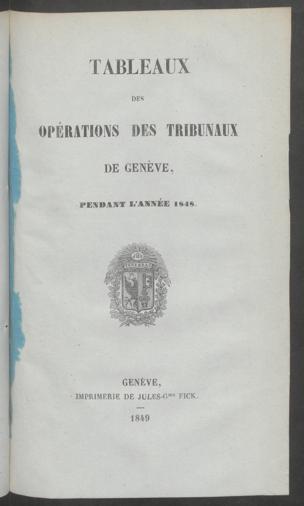 TABLEAUX
DES
OPÉRATIONS DES TRIBUNAUX
DE GENÈVE,
PENDANT L'ANNÉE 1848.
GENÈVE,
IMPRIMERIE DE JULES-Gme FICK.
1849